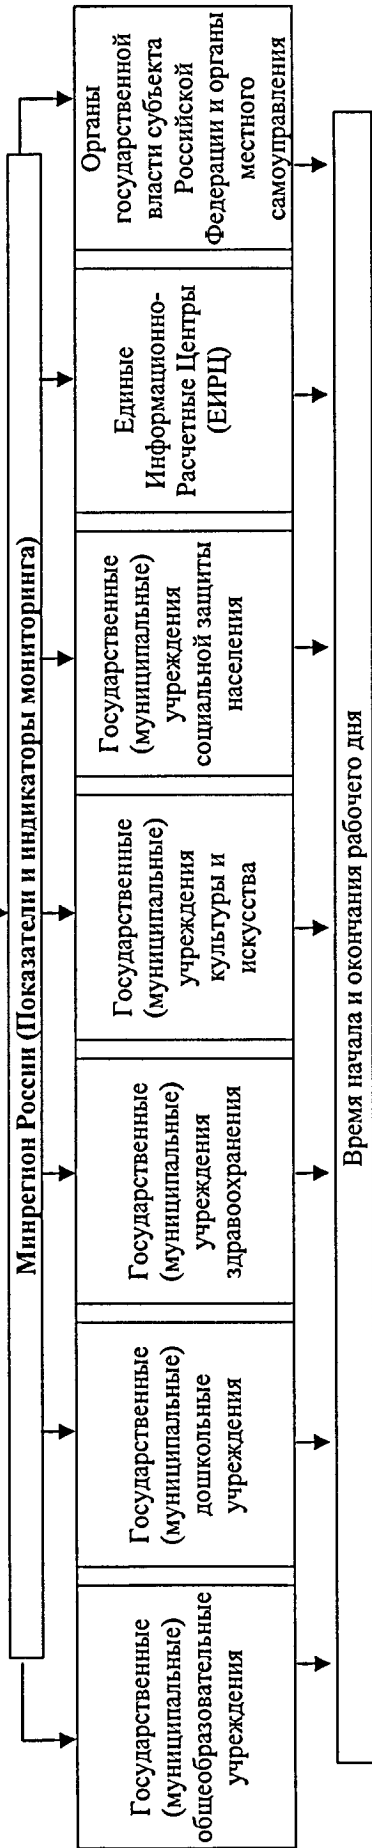 Минрегион России (Показатели и индикаторы мониторинга)
Государственные
(муниципальные)
общеобразовательные
учреждения
Государственные
(муниципальные)
дошкольные
учреждения
Государственные
(муниципальные)
учреждения
здравоохранения
Государственные
(муниципальные)
учреждения
культуры и
искусства
Государственные
(муниципальные)
учреждения
социальной защиты
населения
Единые
Информационно-
Расчетные Центры
(ЕИРЦ)
Органы
государственной
власти субъекта
Российской
Федерации и органы
местного
самоуправления
Время начала и окончания рабочего дня